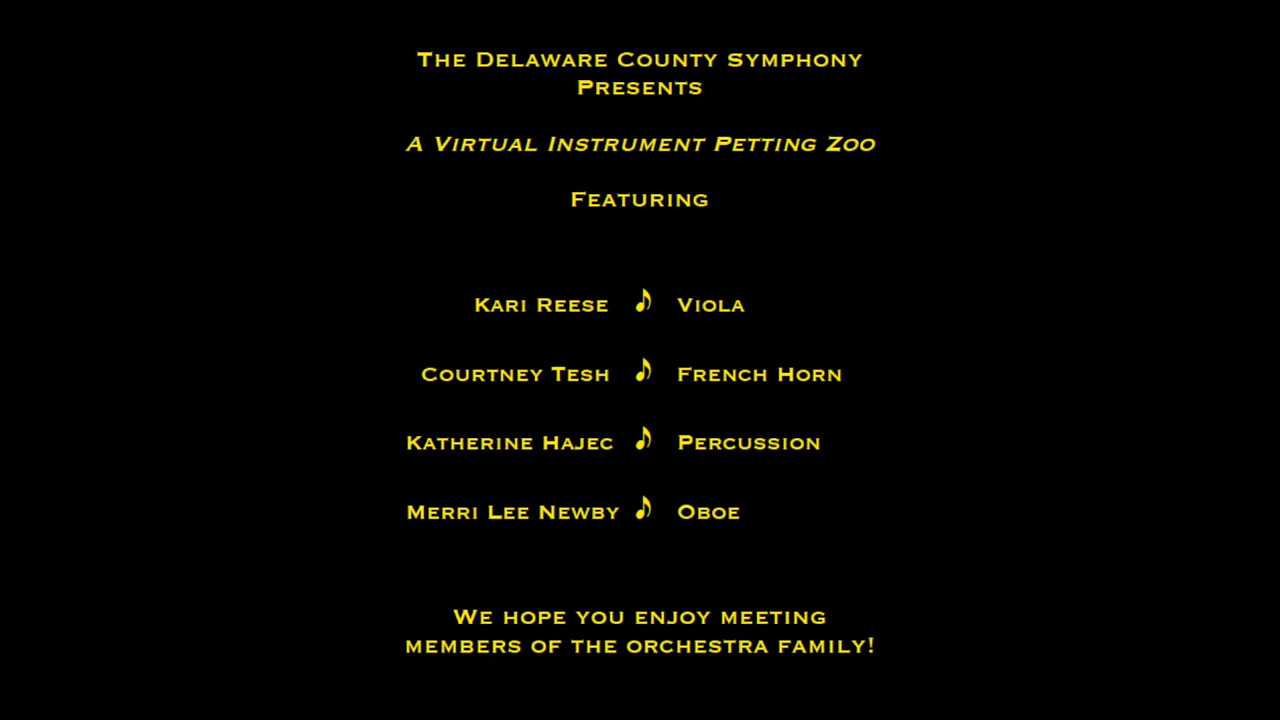 The Delaware County Symphony
Presents
A Virtual Instrument Petting Zoo
Featuring
Kari Reese ♪ Viola
Courtney Tesh ♪ French Horn
Katherine Hajec ♪ Percussion
Merri Lee Newby ♪ Oboe
We hope you enjoy meeting
members of the orchestra family!